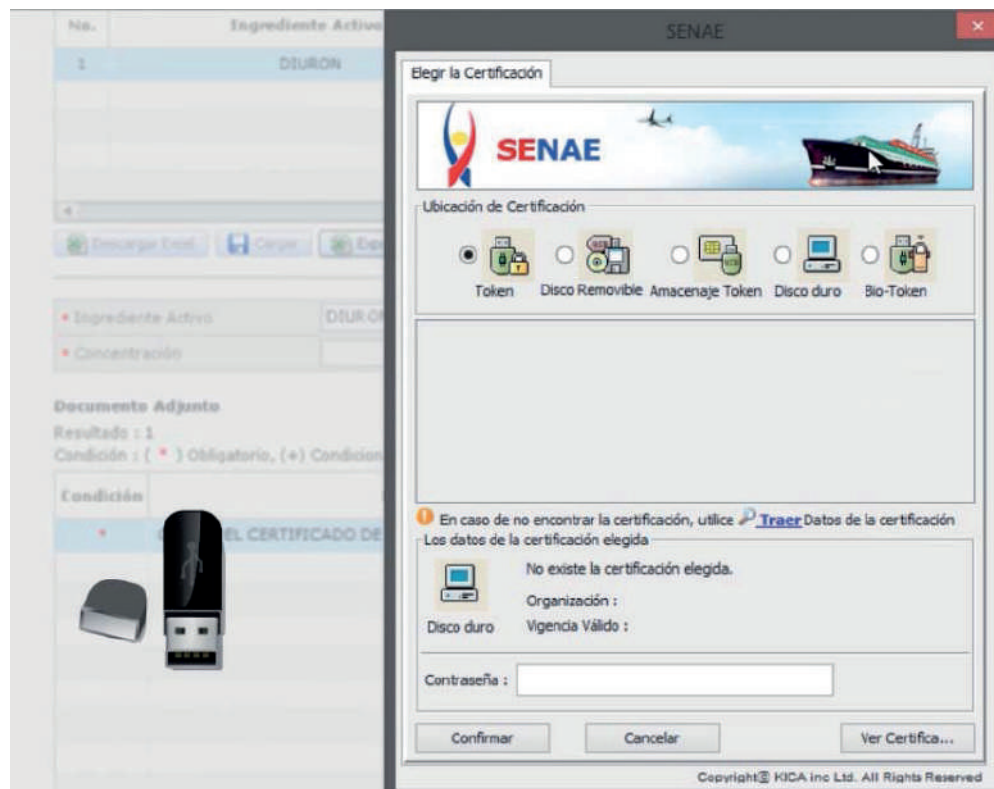 No. Ingrediente Activo
1 DIURON
Descargar Excel Cargar
* Ingrediente Activo DIURON
* Concentración
Documento Adjunto
Resultado : 1
Condición : ( * ) Obligatorio, (+)
Condición
* EL CERTIFICADO DE
SENAE
Elegir la Certificación
SENAE
Ubicación de Certificación
Token Disco Removible Amacenaje Token Disco duro Bio-Token
En caso de no encontrar la certificación, utilice Traer Datos de la certificación
Los datos de la certificación elegida
No existe la certificación elegida.
Organización :
Disco duro Vigencia Válido :
Contraseña :
Confirmar Cancelar Ver Certifica...
Copyright© KICA inc Ltd. All Rights Reserved